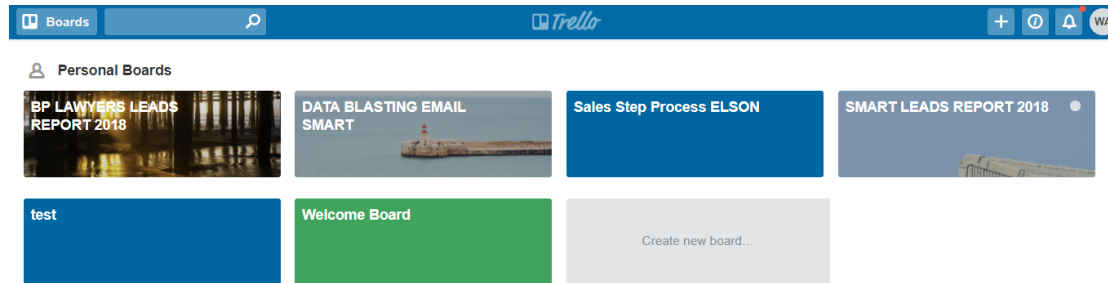 Boards
Trello
WA
Personal Boards
BP LAWYERS LEADS
REPORT 2018
DATA BLASTING EMAIL
SMART
Sales Step Process ELSON
SMART LEADS REPORT 2018
test
Welcome Board
Create new board...